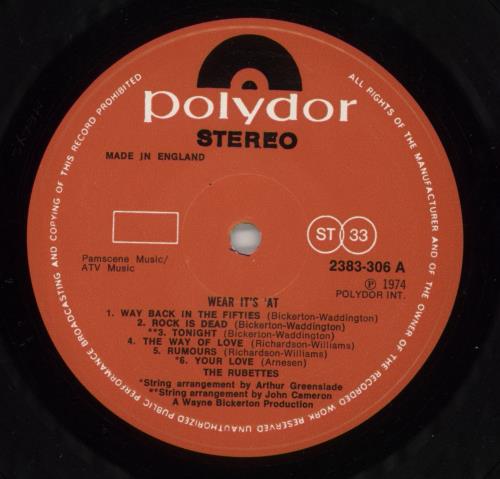 polydor
STEREO
MADE IN ENGLAND
ST 33
Pamscene Music/
ATV Music
2383-306 A
℗ 1974
POLYDOR INT.
WEAR IT'S 'AT
1. WAY BACK IN THE FIFTIES (Bickerton-Waddington)
2. ROCK IS DEAD (Bickerton-Waddington)
**3. TONIGHT (Bickerton-Waddington)
4. THE WAY OF LOVE (Richardson-Williams)
5. RUMOURS (Richardson-Williams)
*6. YOUR LOVE (Arnesen)
THE RUBETTES
*String arrangement by Arthur Greenslade
**String arrangement by John Cameron
A Wayne Bickerton Production
ALL RIGHTS OF THE MANUFACTURER AND OF THE OWNER OF THE RECORDED WORK RESERVED UNAUTHORIZED PUBLIC PERFORMANCE BROADCASTING AND COPYING OF THIS RECORD PROHIBITED